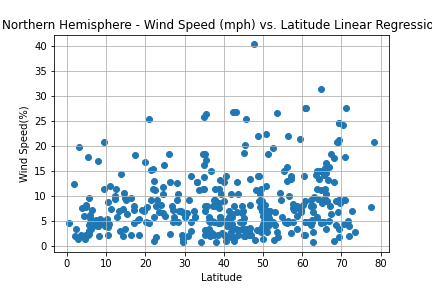 Northern Hemisphere - Wind Speed (mph) vs. Latitude Linear Regressio
40
35
30
25
20
15
10
5
0
Wind Speed(%)
0 10 20 30 40 50 60 70 80
Latitude